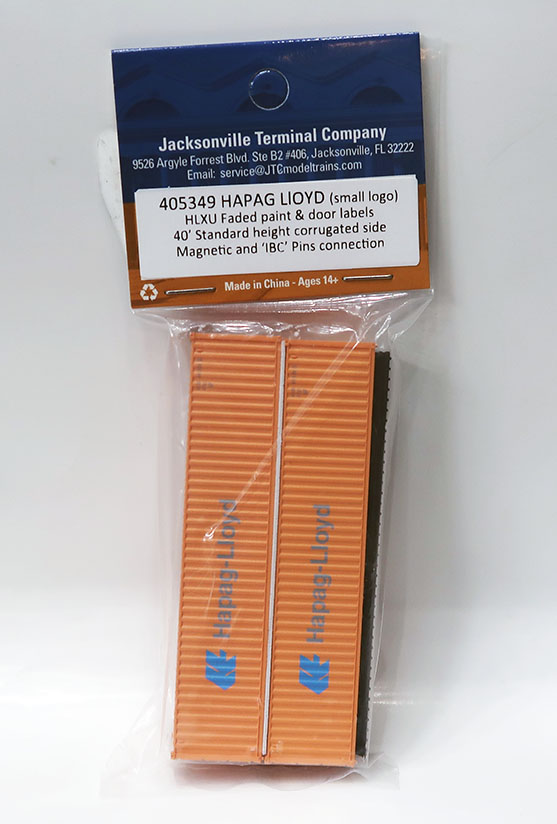 Jacksonville Terminal Company
9526 Argyle Forrest Blvd. Ste B2 #406, Jacksonville, FL 32222
Email: service@JTCmodeltrains.com
405349 HAPAG LlOYD (small logo)
HLXU Faded paint & door labels
40' Standard height corrugated side
Magnetic and 'IBC' Pins connection
Made in China - Ages 14+
Hapag-Lloyd
Hapag-Lloyd